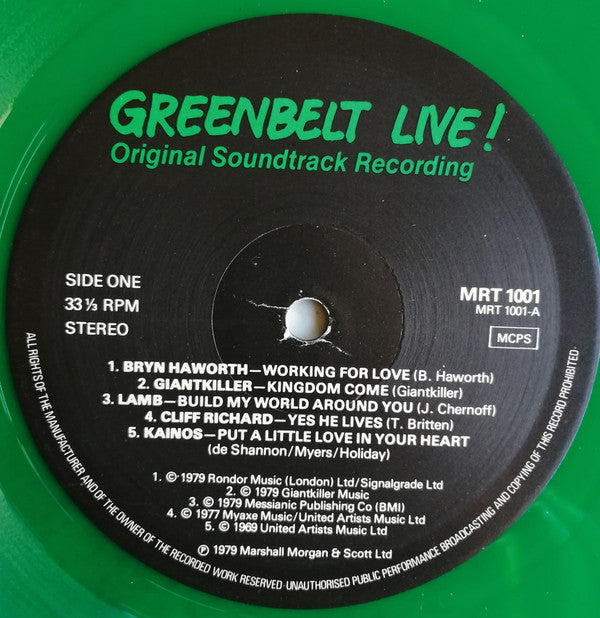 GREENBELT LIVE!
Original Soundtrack Recording
SIDE ONE
33 ⅓ RPM
STEREO
MRT 1001
MRT 1001-A
MCPS
1. BRYN HAWORTH—WORKING FOR LOVE (B. Haworth)
2. GIANTKILLER—KINGDOM COME (Giantkiller)
3. LAMB—BUILD MY WORLD AROUND YOU (J. Chernoff)
4. CLIFF RICHARD—YES HE LIVES (T. Britten)
5. KAINOS—PUT A LITTLE LOVE IN YOUR HEART
(de Shannon/Myers/Holiday)
1. © 1979 Rondor Music (London) Ltd/Signalgrade Ltd
2. © 1979 Giantkiller Music
3. © 1979 Messianic Publishing Co (BMI)
4. © 1977 Myaxe Music/United Artists Music Ltd
5. © 1969 United Artists Music Ltd
℗ 1979 Marshall Morgan & Scott Ltd
ALL RIGHTS OF THE MANUFACTURER AND OF THE OWNER OF THE RECORDED WORK RESERVED · UNAUTHORISED PUBLIC PERFORMANCE BROADCASTING AND COPYING OF THIS RECORD PROHIBITED ·